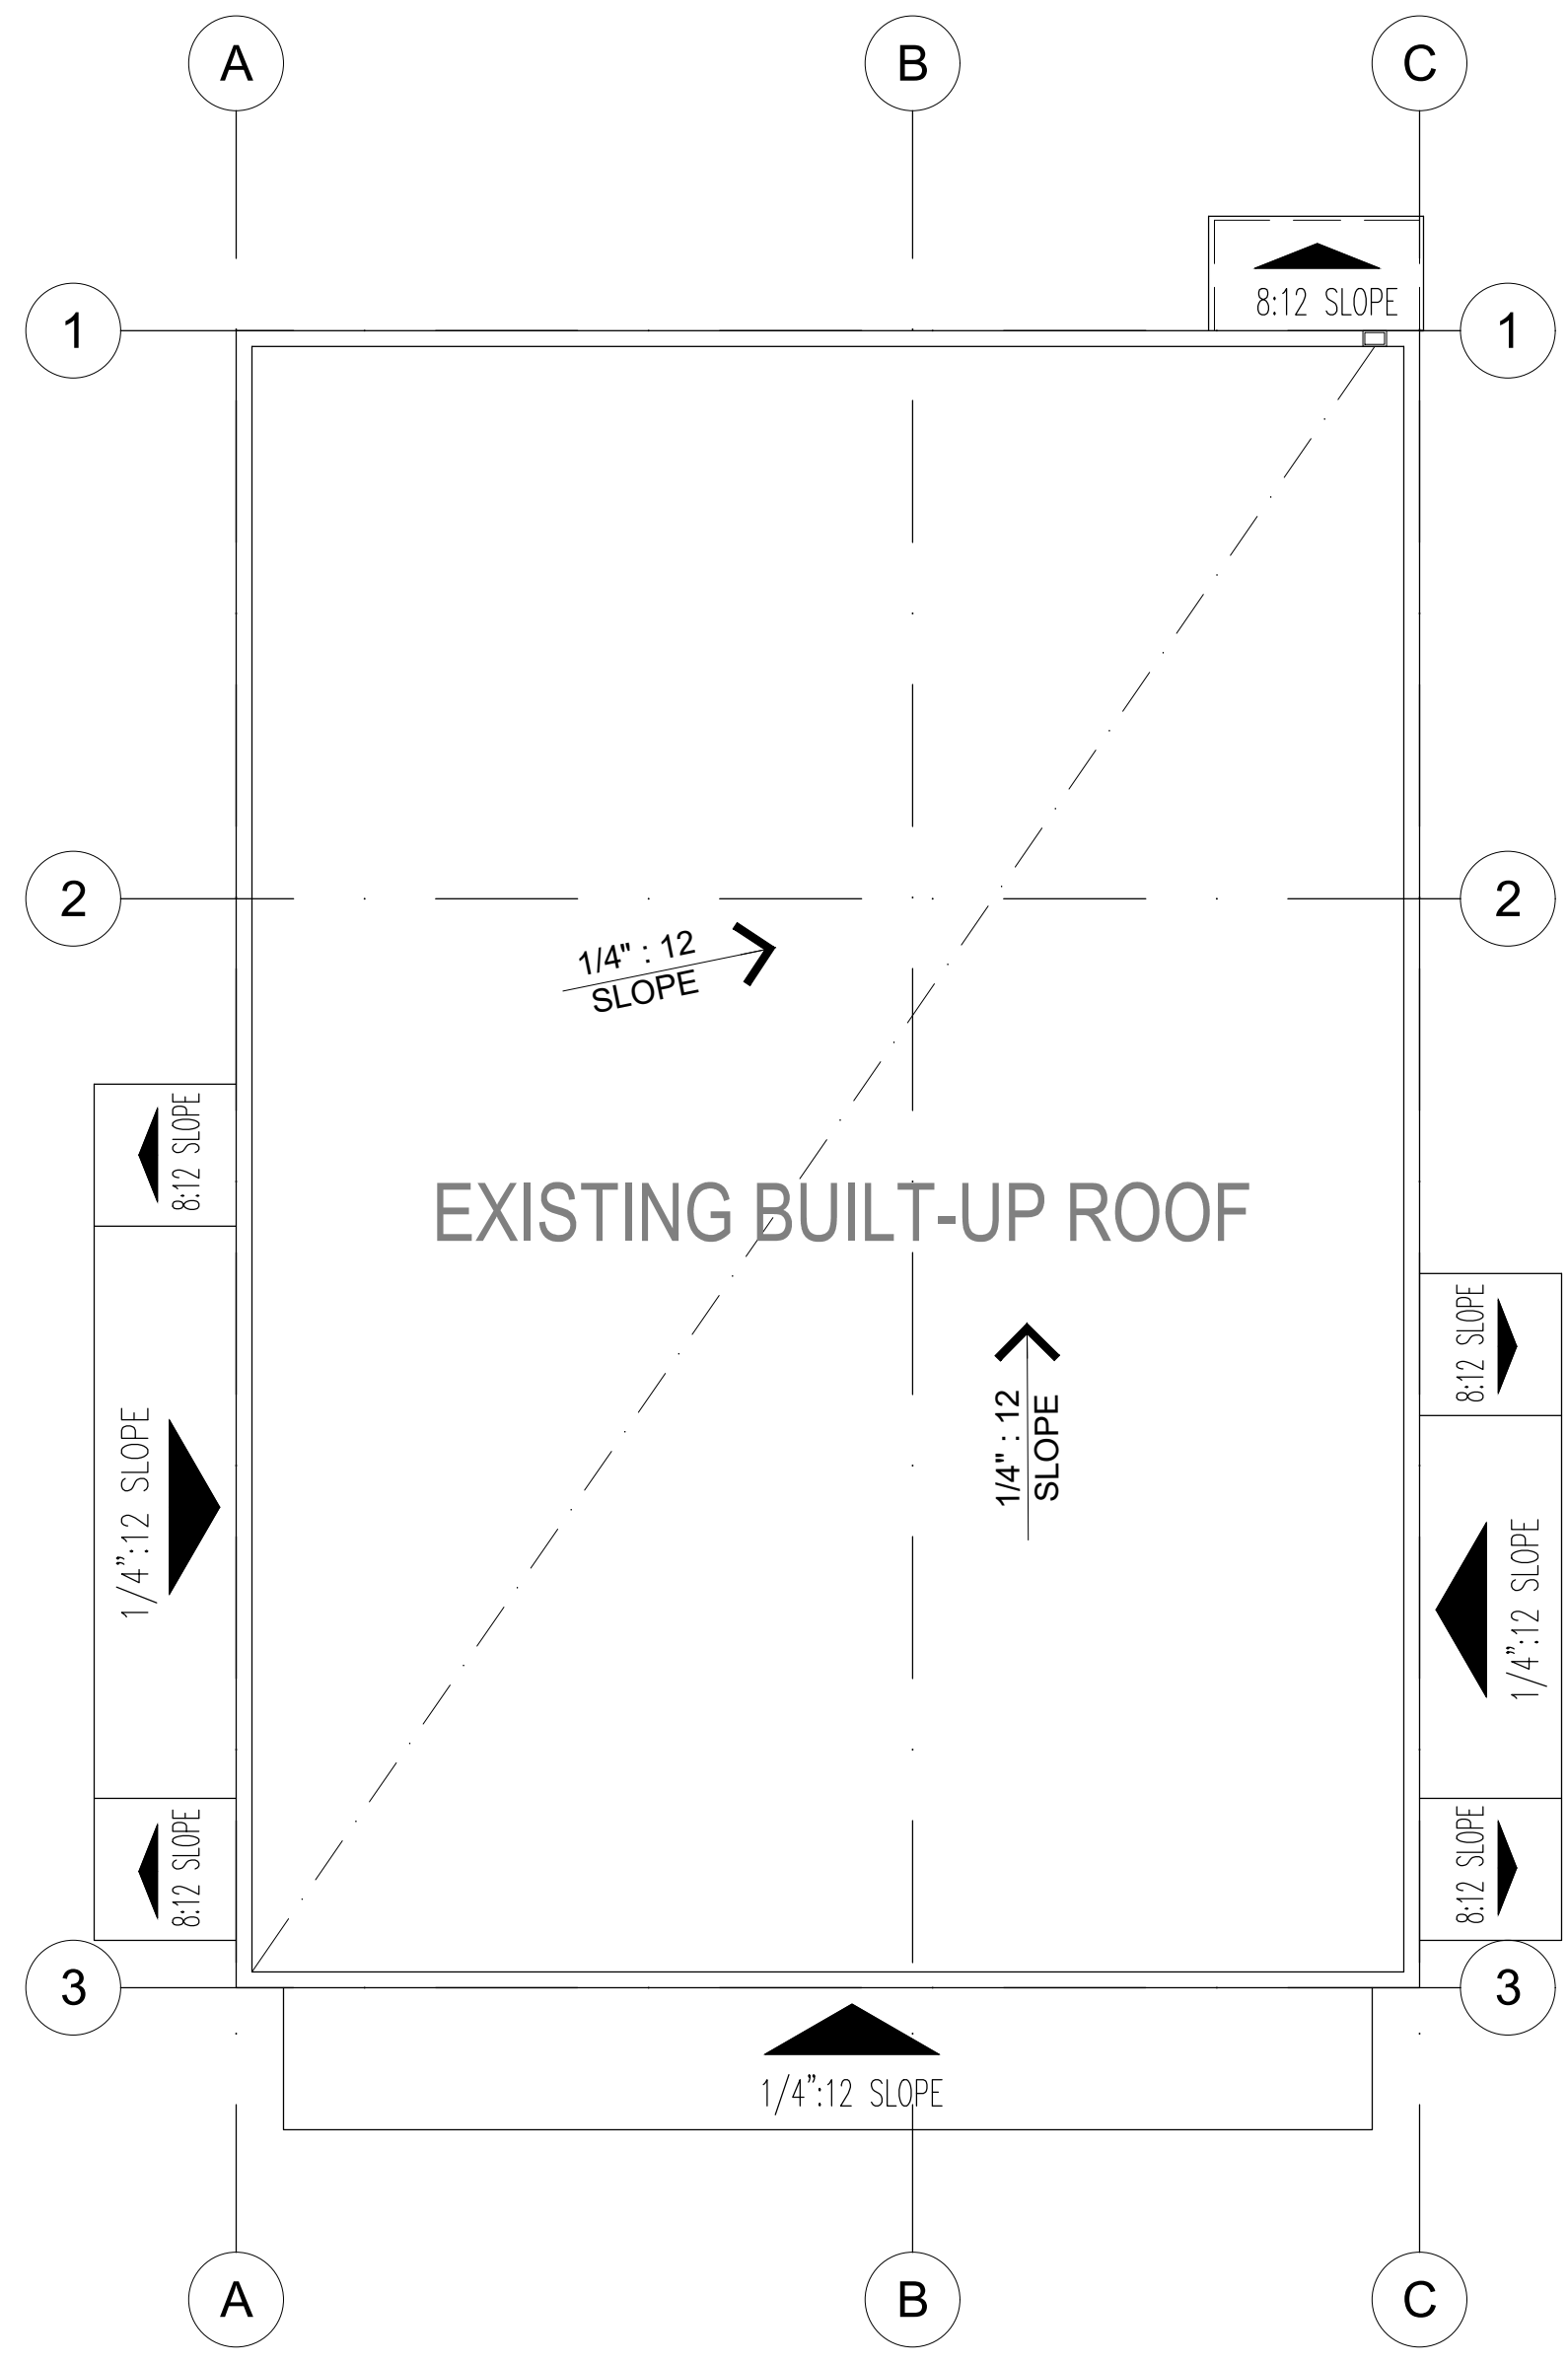 A
B
C
8:12 SLOPE
1
1
2
2
1/4" : 12
SLOPE
8:12 SLOPE
EXISTING BUILT-UP ROOF
8:12 SLOPE
1/4" : 12
SLOPE
1/4”:12 SLOPE
1/4”:12 SLOPE
8:12 SLOPE
8:12 SLOPE
3
3
1/4”:12 SLOPE
A
B
C